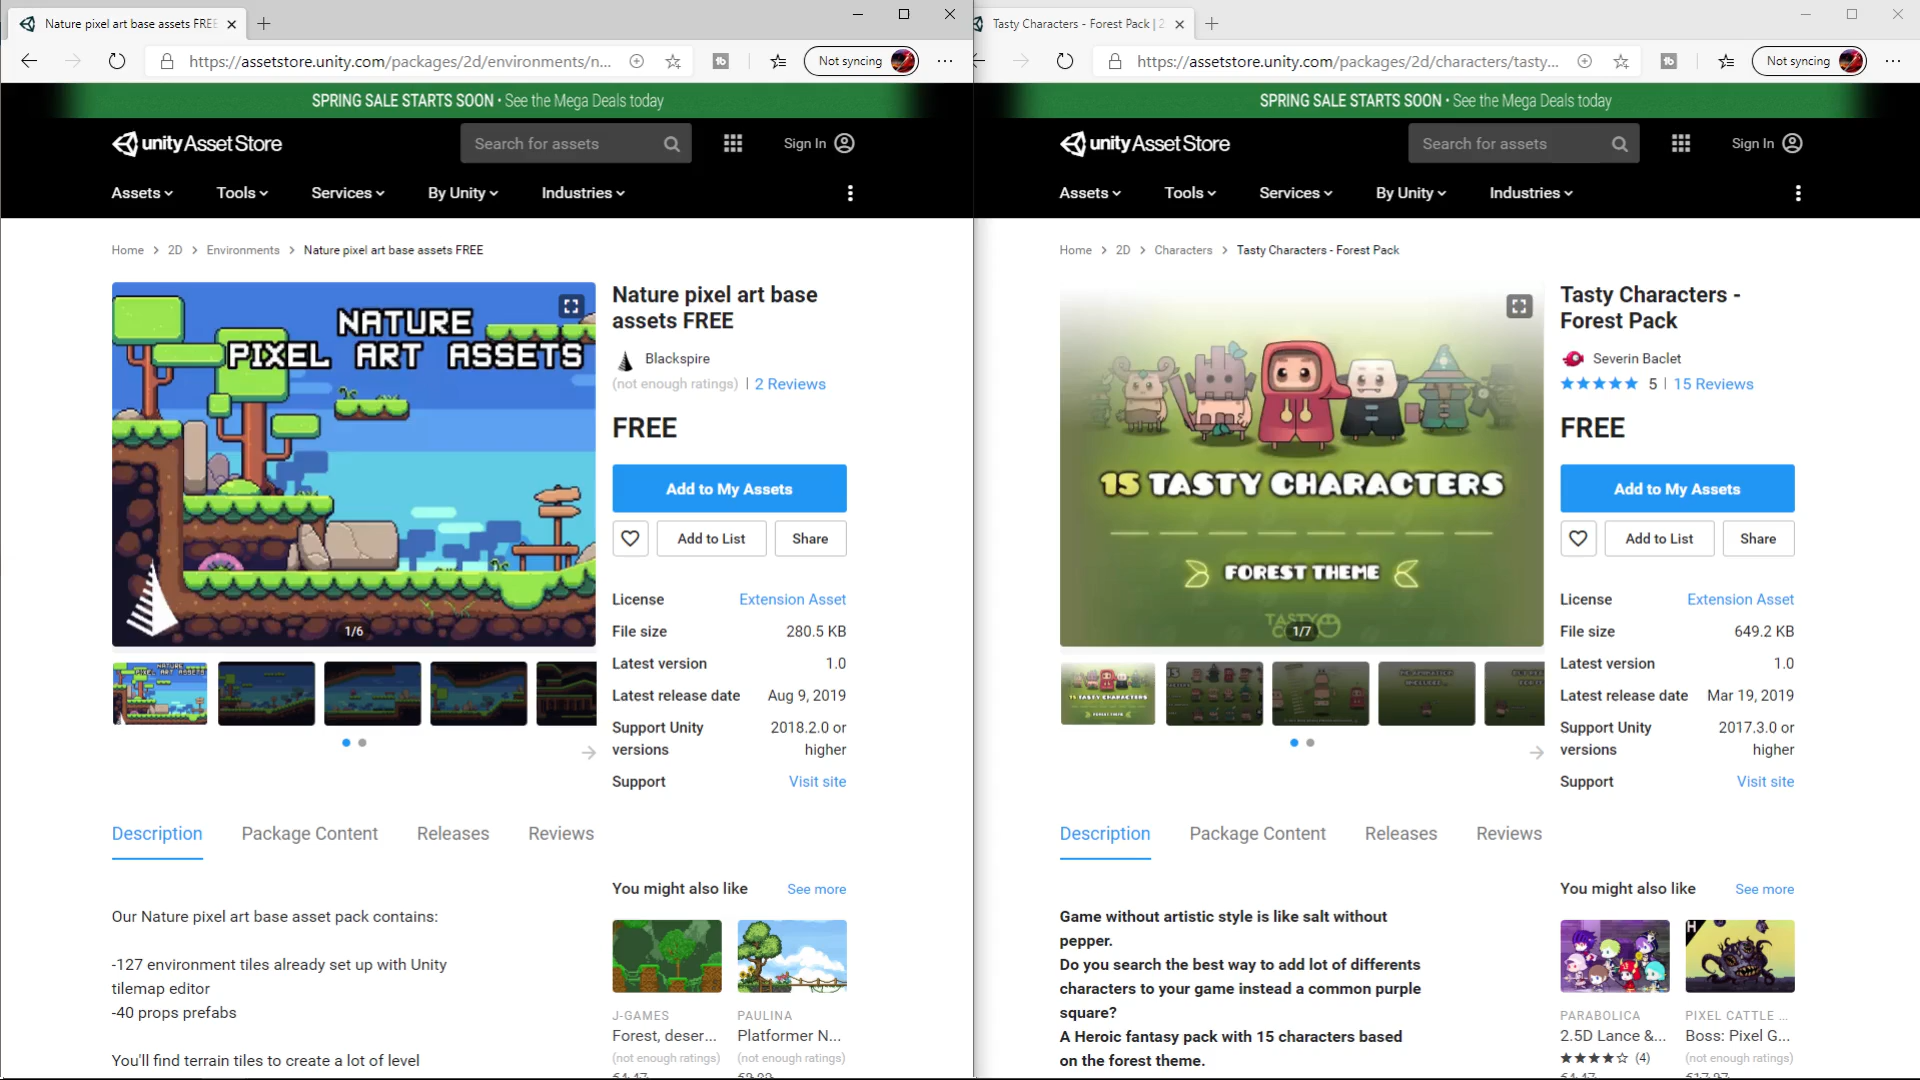 Nature pixel art base assets FREE
https://assetstore.unity.com/packages/2d/environments/n...
Not syncing
SPRING SALE STARTS SOON • See the Mega Deals today
unity Asset Store
Search for assets
Sign In
Assets
Tools
Services
By Unity
Industries
Home > 2D > Environments > Nature pixel art base assets FREE
NATURE
PIXEL ART ASSETS
1/6
Nature pixel art base
assets FREE
Blackspire
(not enough ratings) | 2 Reviews
FREE
Add to My Assets
Add to List
Share
License Extension Asset
File size 280.5 KB
Latest version 1.0
Latest release date Aug 9, 2019
Support Unity 2018.2.0 or
versions higher
Support Visit site
Description
Package Content
Releases
Reviews
Our Nature pixel art base asset pack contains:
-127 environment tiles already set up with Unity
tilemap editor
-40 props prefabs
You'll find terrain tiles to create a lot of level
You might also like
See more
J-GAMES
Forest, deser...
(not enough ratings)
PAULINA
Platformer N...
(not enough ratings)
Tasty Characters - Forest Pack | 2
https://assetstore.unity.com/packages/2d/characters/tasty...
Not syncing
SPRING SALE STARTS SOON • See the Mega Deals today
unity Asset Store
Search for assets
Sign In
Assets
Tools
Services
By Unity
Industries
Home > 2D > Characters > Tasty Characters - Forest Pack
15 TASTY CHARACTERS
FOREST THEME
1/7
Tasty Characters -
Forest Pack
Severin Baclet
5 | 15 Reviews
FREE
Add to My Assets
Add to List
Share
License Extension Asset
File size 649.2 KB
Latest version 1.0
Latest release date Mar 19, 2019
Support Unity 2017.3.0 or
versions higher
Support Visit site
Description
Package Content
Releases
Reviews
Game without artistic style is like salt without
pepper.
Do you search the best way to add lot of differents
characters to your game instead a common purple
square?
A Heroic fantasy pack with 15 characters based
on the forest theme.
You might also like
See more
PARABOLICA
2.5D Lance &...
(4)
PIXEL CATTLE ...
Boss: Pixel G...
(not enough ratings)